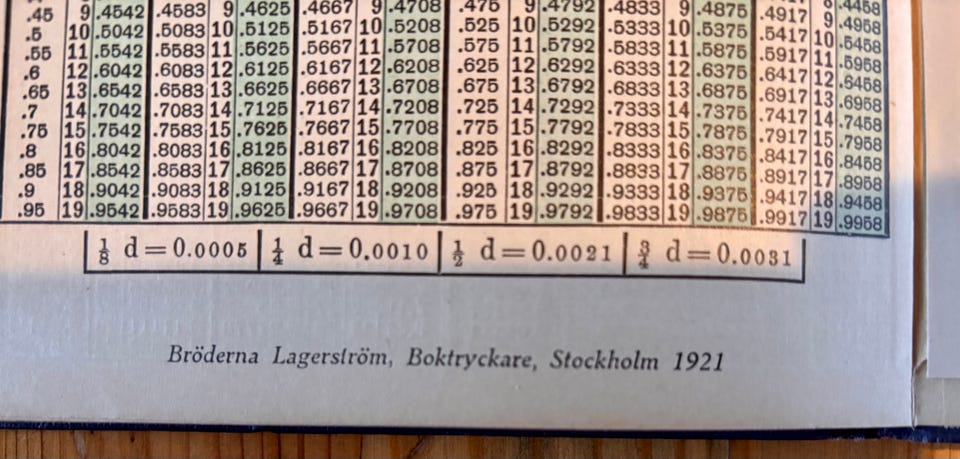 .4458
.45 9 .4542 .4583 9 .4625 .4667 9 .4708 .475 9 .4792 .4833 9 .4875 .4917 9 .4958
.5 10 .5042 .5083 10 .5125 .5167 10 .5208 .525 10 .5292 .5333 10 .5375 .5417 10 .5458
.55 11 .5542 .5583 11 .5625 .5667 11 .5708 .575 11 .5792 .5833 11 .5875 .5917 11 .5958
.6 12 .6042 .6083 12 .6125 .6167 12 .6208 .625 12 .6292 .6333 12 .6375 .6417 12 .6458
.65 13 .6542 .6583 13 .6625 .6667 13 .6708 .675 13 .6792 .6833 13 .6875 .6917 13 .6958
.7 14 .7042 .7083 14 .7125 .7167 14 .7208 .725 14 .7292 .7333 14 .7375 .7417 14 .7458
.75 15 .7542 .7583 15 .7625 .7667 15 .7708 .775 15 .7792 .7833 15 .7875 .7917 15 .7958
.8 16 .8042 .8083 16 .8125 .8167 16 .8208 .825 16 .8292 .8333 16 .8375 .8417 16 .8458
.85 17 .8542 .8583 17 .8625 .8667 17 .8708 .875 17 .8792 .8833 17 .8875 .8917 17 .8958
.9 18 .9042 .9083 18 .9125 .9167 18 .9208 .925 18 .9292 .9333 18 .9375 .9417 18 .9458
.95 19 .9542 .9583 19 .9625 .9667 19 .9708 .975 19 .9792 .9833 19 .9875 .9917 19 .9958
⅛ d = 0.0005 ¼ d = 0.0010 ½ d = 0.0021 ¾ d = 0.0031
Bröderna Lagerström, Boktryckare, Stockholm 1921